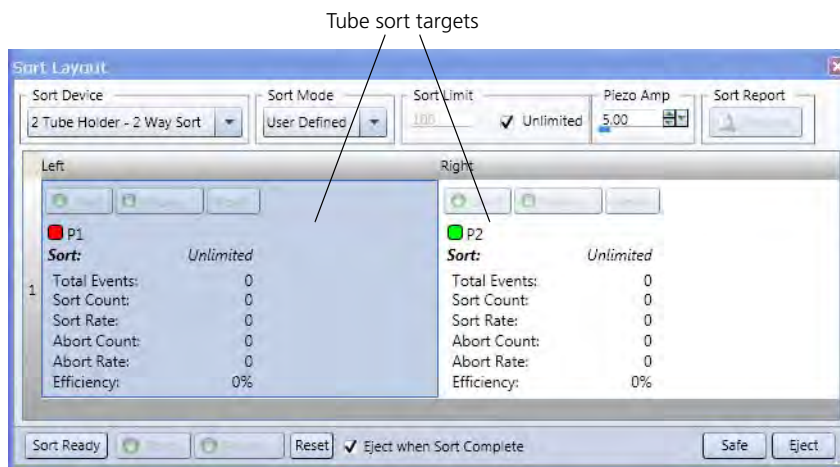 Tube sort targets
Sort Layout
Sort Device Sort Mode Sort Limit Piezo Amp Sort Report
2 Tube Holder - 2 Way Sort User Defined 100 Unlimited 5.00
Left Right
P1 P2
Sort: Unlimited Sort: Unlimited
Total Events: 0 Total Events: 0
1
Sort Count: 0 Sort Count: 0
Sort Rate: 0 Sort Rate: 0
Abort Count: 0 Abort Count: 0
Abort Rate: 0 Abort Rate: 0
Efficiency: 0% Efficiency: 0%
Sort Ready Reset Eject when Sort Complete Safe Eject